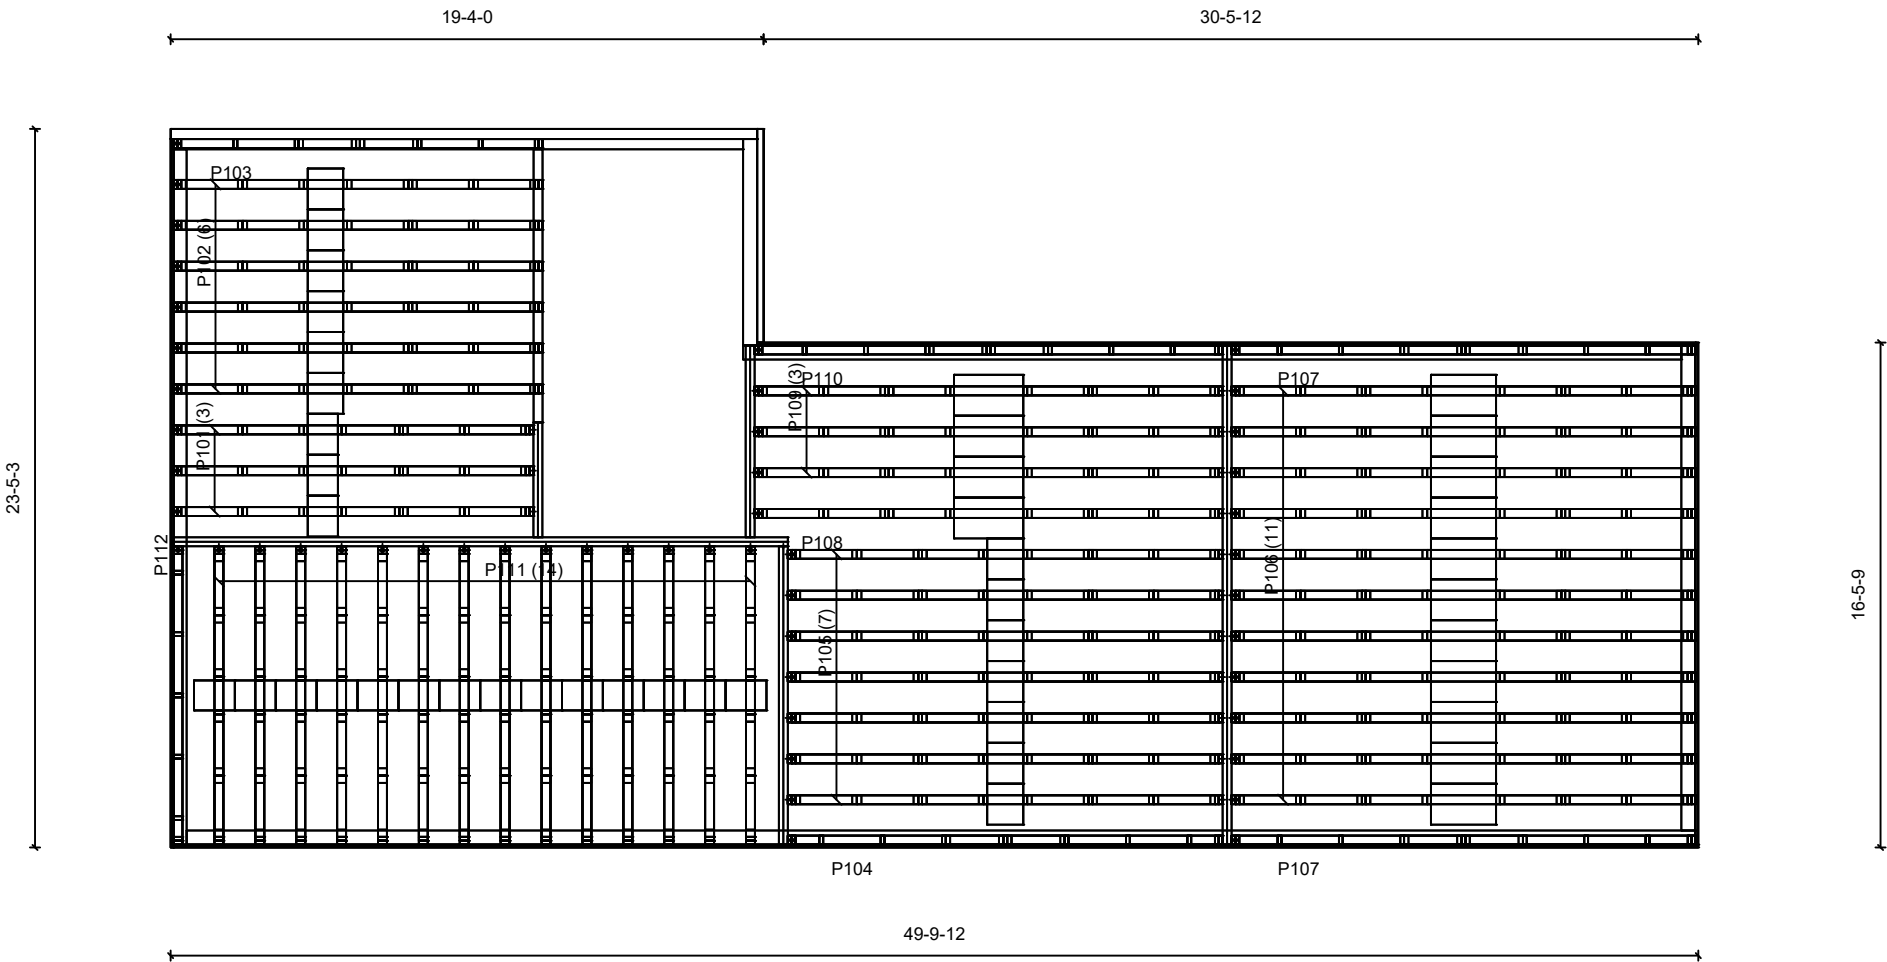 19-4-0
30-5-12
P103
P102 (6)
P101 (3)
P110
P109 (3)
P107
23-5-3
P112
P111 (14)
P108
P105 (7)
P106 (11)
16-5-9
P104
P107
49-9-12